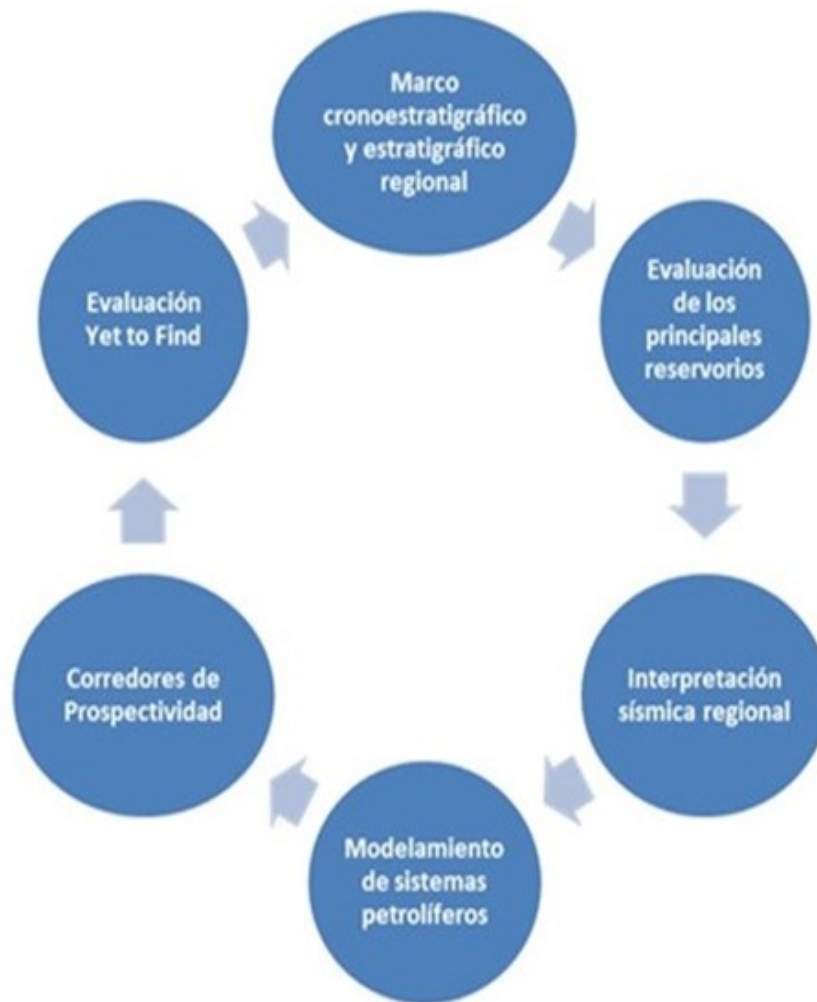 Marco
cronoestratigráfico
y estratigráfico
regional
Evaluación
de los
principales
reservorios
Interpretación
sísmica regional
Modelamiento
de sistemas
petrolíferos
Corredores de
Prospectividad
Evaluación
Yet to Find